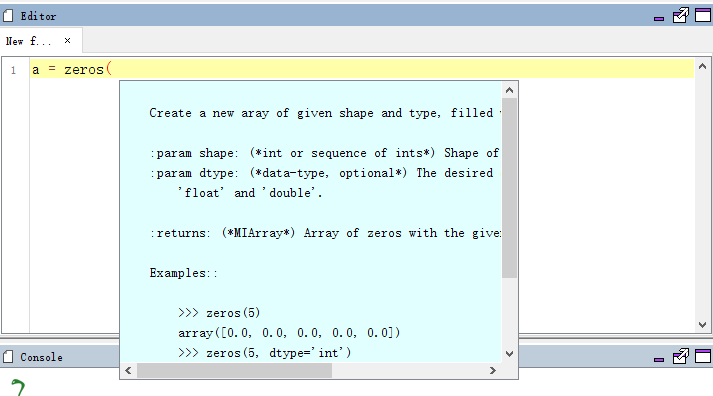 Editor
New f... ×
1 a = zeros(
Create a new aray of given shape and type, filled
:param shape: (*int or sequence of ints*) Shape of
:param dtype: (*data-type, optional*) The desired
'float' and 'double'.
:returns: (*MIArray*) Array of zeros with the give
Examples::
>>> zeros(5)
array([0.0, 0.0, 0.0, 0.0, 0.0])
>>> zeros(5, dtype='int')
Console